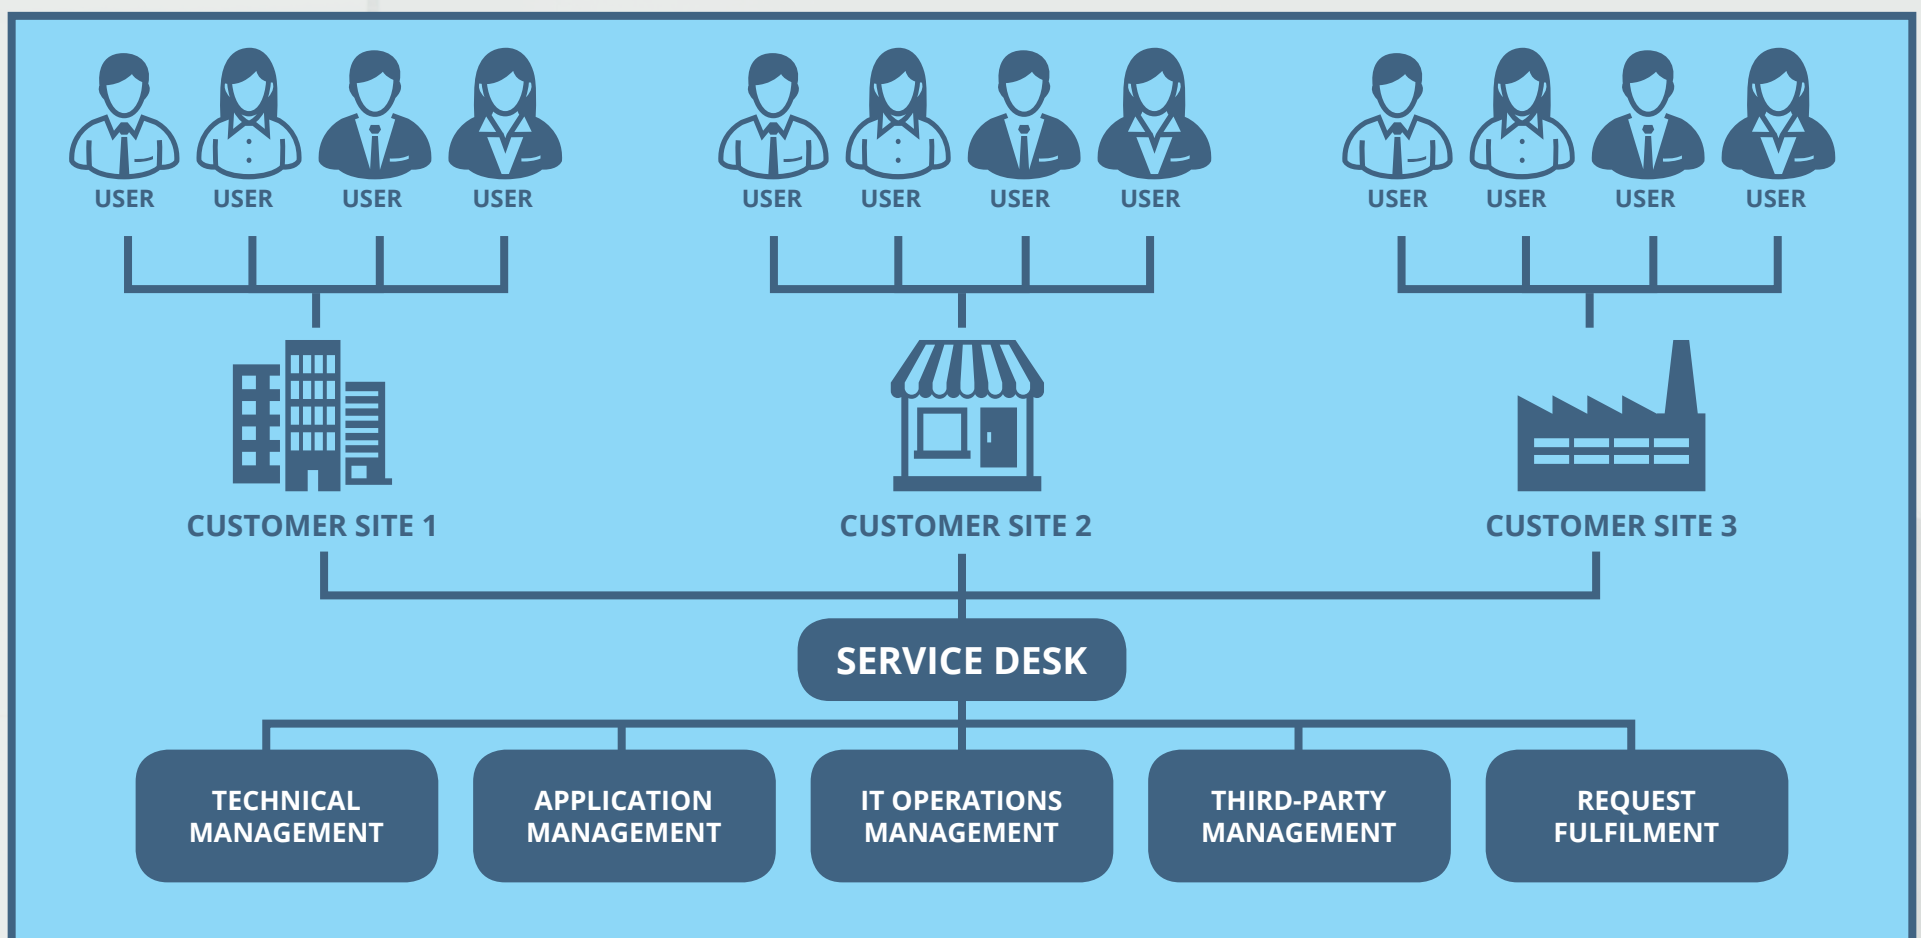 USER USER USER USER USER USER USER USER USER USER USER USER
CUSTOMER SITE 1 CUSTOMER SITE 2 CUSTOMER SITE 3
SERVICE DESK
TECHNICAL
MANAGEMENT
APPLICATION
MANAGEMENT
IT OPERATIONS
MANAGEMENT
THIRD-PARTY
MANAGEMENT
REQUEST
FULFILMENT